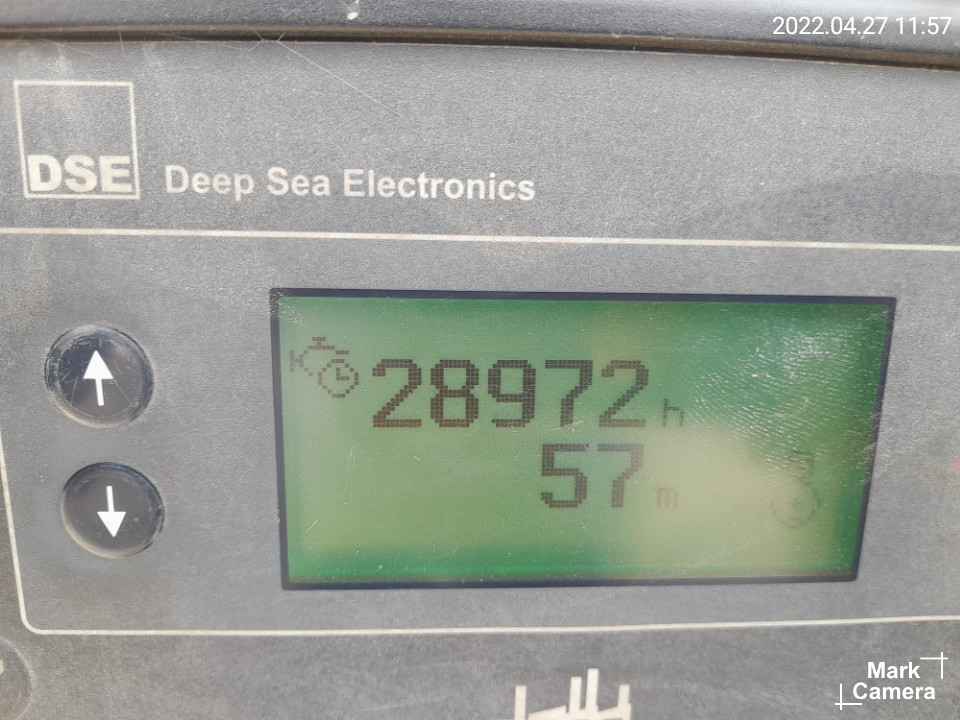 2022.04.27 11:57
DSE Deep Sea Electronics
28972 h
57 m
Mark
Camera